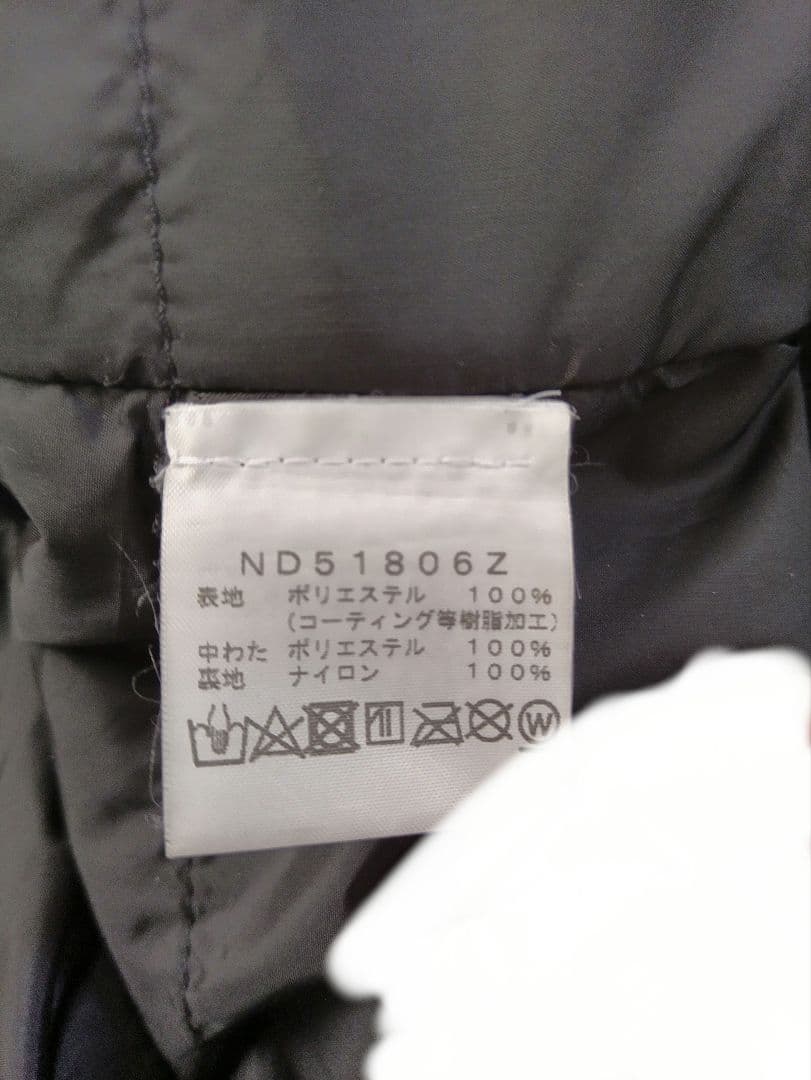 ND51806Z
表地 ポリエステル 100%
(コーティング等樹脂加工)
中わた ポリエステル 100%
裏地 ナイロン 100%
W